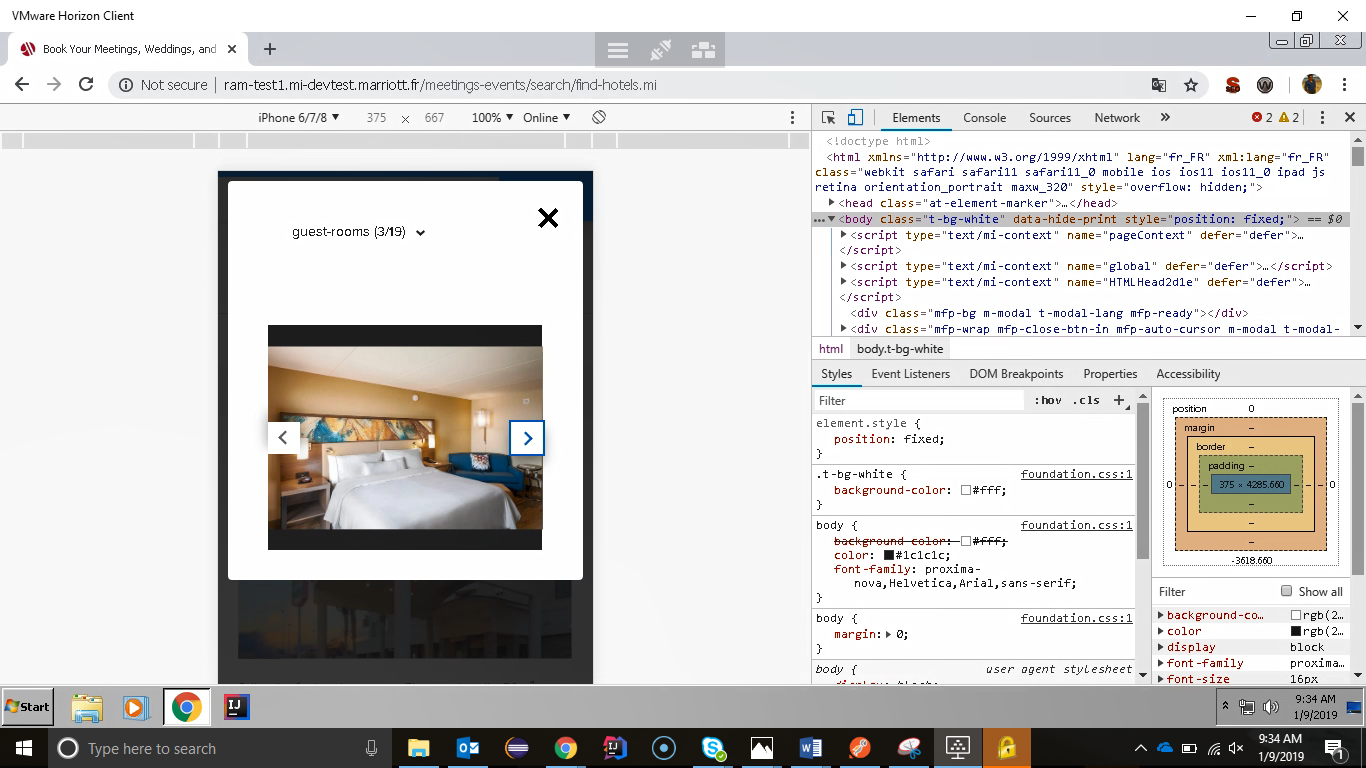 VMware Horizon Client
Book Your Meetings, Weddings, and
Not secure | ram-test1.mi-devtest.marriott.fr/meetings-events/search/find-hotels.mi
iPhone 6/7/8 ▼ 375 × 667 100% ▼ Online ▼
Elements Console Sources Network » 2 2
<!doctype html>
<html xmlns="http://www.w3.org/1999/xhtml" lang="fr_FR" xml:lang="fr_FR"
class="webkit safari safari11 safari11_0 mobile ios ios11 ios11_0 ipad js
retina orientation_portrait maxw_320" style="overflow: hidden;">
<head class="at-element-marker">…</head>
…<body class="t-bg-white" data-hide-print style="position: fixed;"> == $0
<script type="text/mi-context" name="pageContext" defer="defer">…
</script>
<script type="text/mi-context" name="global" defer="defer">…</script>
<script type="text/mi-context" name="HTMLHead2d1e" defer="defer">…
</script>
<div class="mfp-bg m-modal t-modal-lang mfp-ready"></div>
<div class="mfp-wrap mfp-close-btn-in mfp-auto-cursor m-modal t-modal-
html body.t-bg-white
Styles Event Listeners DOM Breakpoints Properties Accessibility
Filter :hov .cls +
element.style {
position: fixed;
}
.t-bg-white { foundation.css:1
background-color: #fff;
}
body { foundation.css:1
background-color: #fff;
color: #1c1c1c;
font-family: proxima-
nova,Helvetica,Arial,sans-serif;
}
body { foundation.css:1
margin: 0;
}
body { user agent stylesheet
display: block;
position 0
margin –
border –
padding –
0 – – 375 × 4285.660 – – 0
–
–
–
-3618.660
Filter Show all
background-co… rgb(2…
color rgb(2…
display block
font-family proxima…
font-size 16px
guest-rooms (3/19)
Start
9:34 AM
1/9/2019
Type here to search
9:34 AM
1/9/2019
1